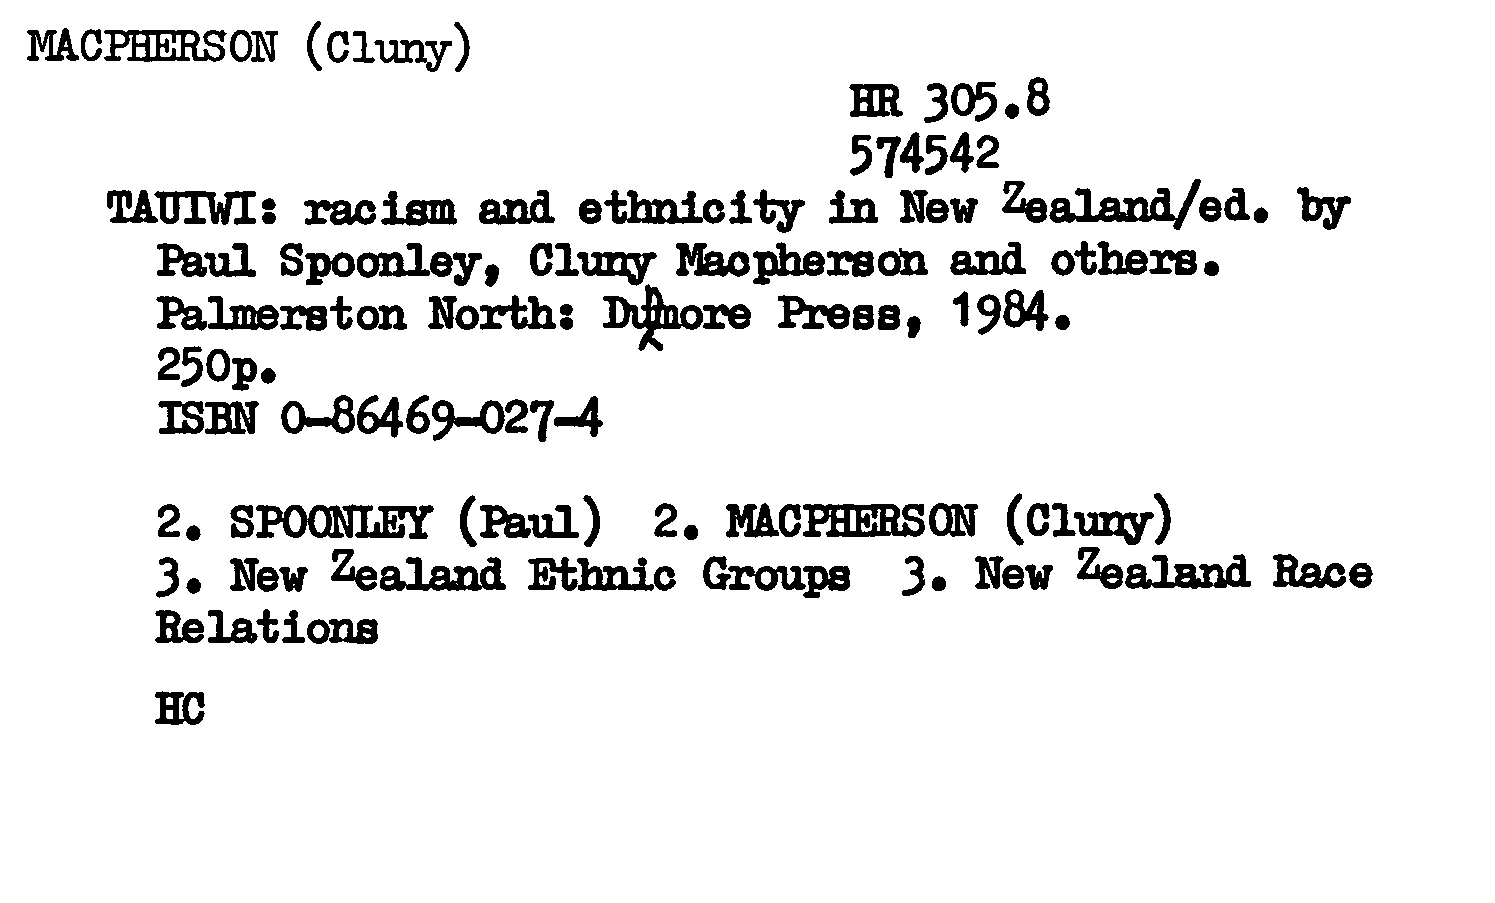 MACPHERSON (Cluny)
HR 305.8
574542
TAUIWI: racism and ethnicity in New Zealand/ed. by
Paul Spoonley, Cluny Macpherson and others.
Palmerston North: Dunmore Press, 1984.
250p.
ISBN 0-86469-027-4
2. SPOONLEY (Paul) 2. MACPHERSON (Cluny)
3. New Zealand Ethnic Groups 3. New Zealand Race
Relations
HC